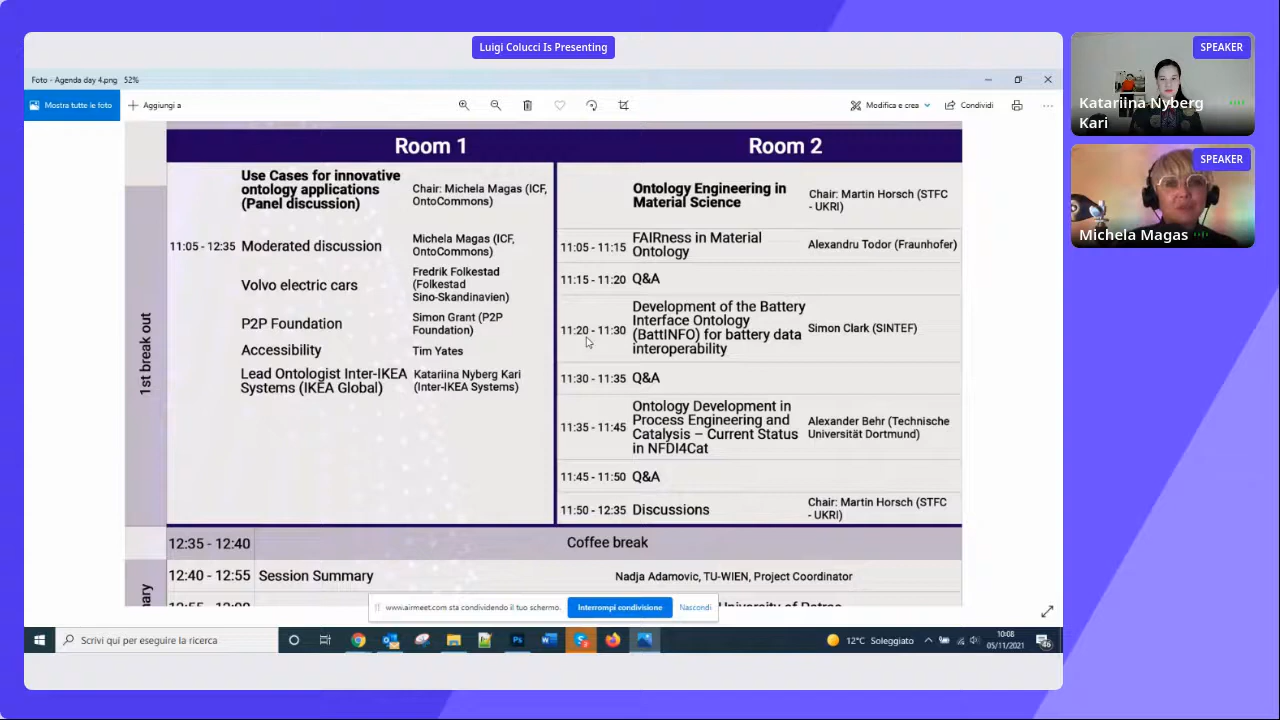 Luigi Colucci Is Presenting
Foto - Agenda day 4.png 52%
Mostra tutte le foto
Aggiungi a
Modifica e crea
Condividi
Room 1
Room 2
1st break out
Use Cases for innovative
ontology applications
(Panel discussion)
Chair: Michela Magas (ICF,
OntoCommons)
11:05 - 12:35 Moderated discussion
Michela Magas (ICF,
OntoCommons)
Volvo electric cars
Fredrik Folkestad
(Folkestad
Sino-Skandinavien)
P2P Foundation
Simon Grant (P2P
Foundation)
Accessibility
Tim Yates
Lead Ontologist Inter-IKEA
Systems (IKEA Global)
Katariina Nyberg Kari
(Inter-IKEA Systems)
Ontology Engineering in
Material Science
Chair: Martin Horsch (STFC
- UKRI)
11:05 - 11:15
FAIRness in Material
Ontology
Alexandru Todor (Fraunhofer)
11:15 - 11:20 Q&A
11:20 - 11:30
Development of the Battery
Interface Ontology
(BattINFO) for battery data
interoperability
Simon Clark (SINTEF)
11:30 - 11:35 Q&A
11:35 - 11:45
Ontology Development in
Process Engineering and
Catalysis – Current Status
in NFDI4Cat
Alexander Behr (Technische
Universität Dortmund)
11:45 - 11:50 Q&A
11:50 - 12:35 Discussions
Chair: Martin Horsch (STFC
- UKRI)
12:35 - 12:40 Coffee break
12:40 - 12:55 Session Summary Nadja Adamovic, TU-WIEN, Project Coordinator
www.airmeet.com sta condividendo il tuo schermo.
Interrompi condivisione
Nascondi
Scrivi qui per eseguire la ricerca
12°C Soleggiato
10:08
05/11/2021
SPEAKER
Katariina Nyberg
Kari
SPEAKER
Michela Magas